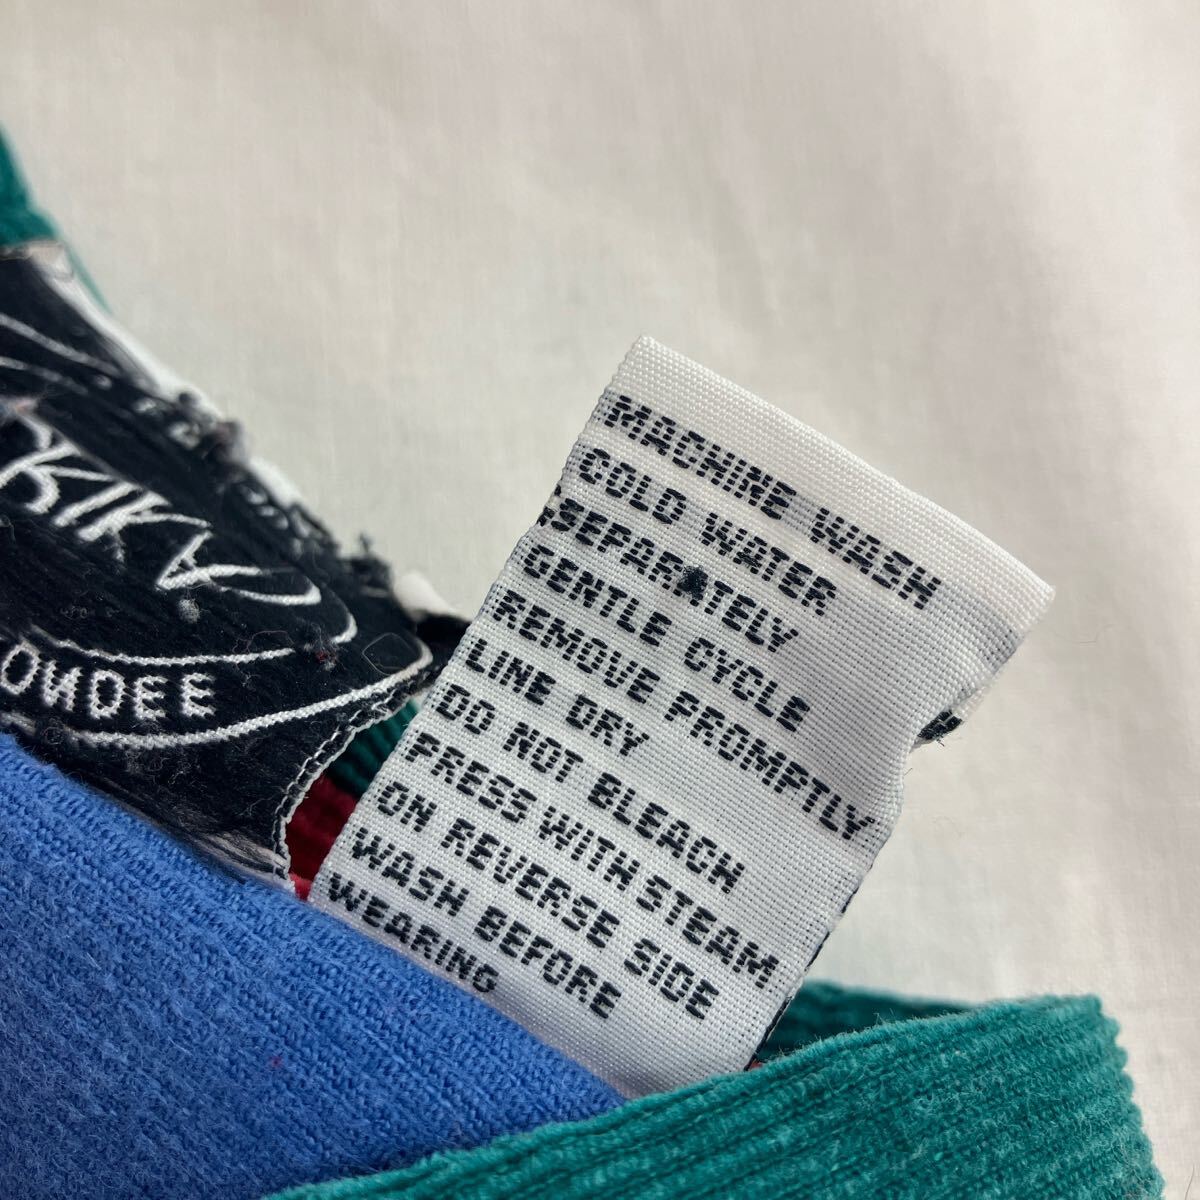 MACHINE WASH
COLD WATER
SEPARATELY
GENTLE CYCLE
REMOVE PROMPTLY
LINE DRY
DO NOT BLEACH
PRESS WITH STEAM
ON REVERSE SIDE
WASH BEFORE
WEARING